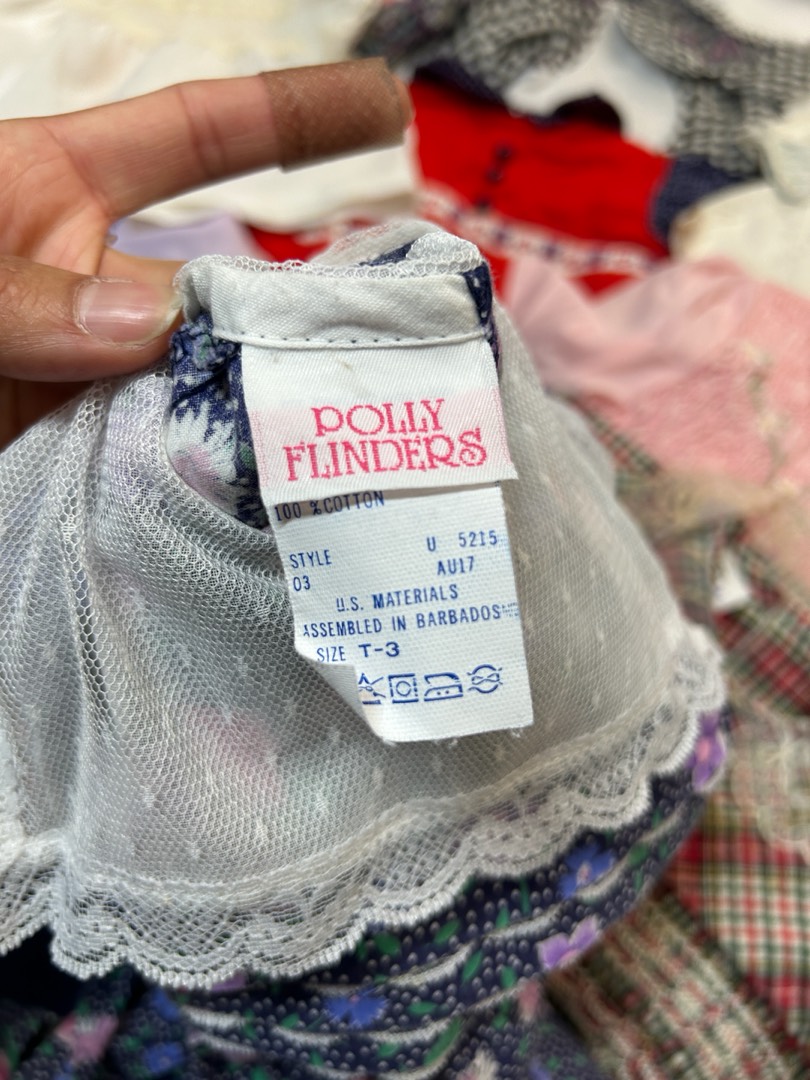 POLLY
FLINDERS
100 % COTTON
STYLE U 5215
03 AU17
U.S. MATERIALS
ASSEMBLED IN BARBADOS
SIZE T-3